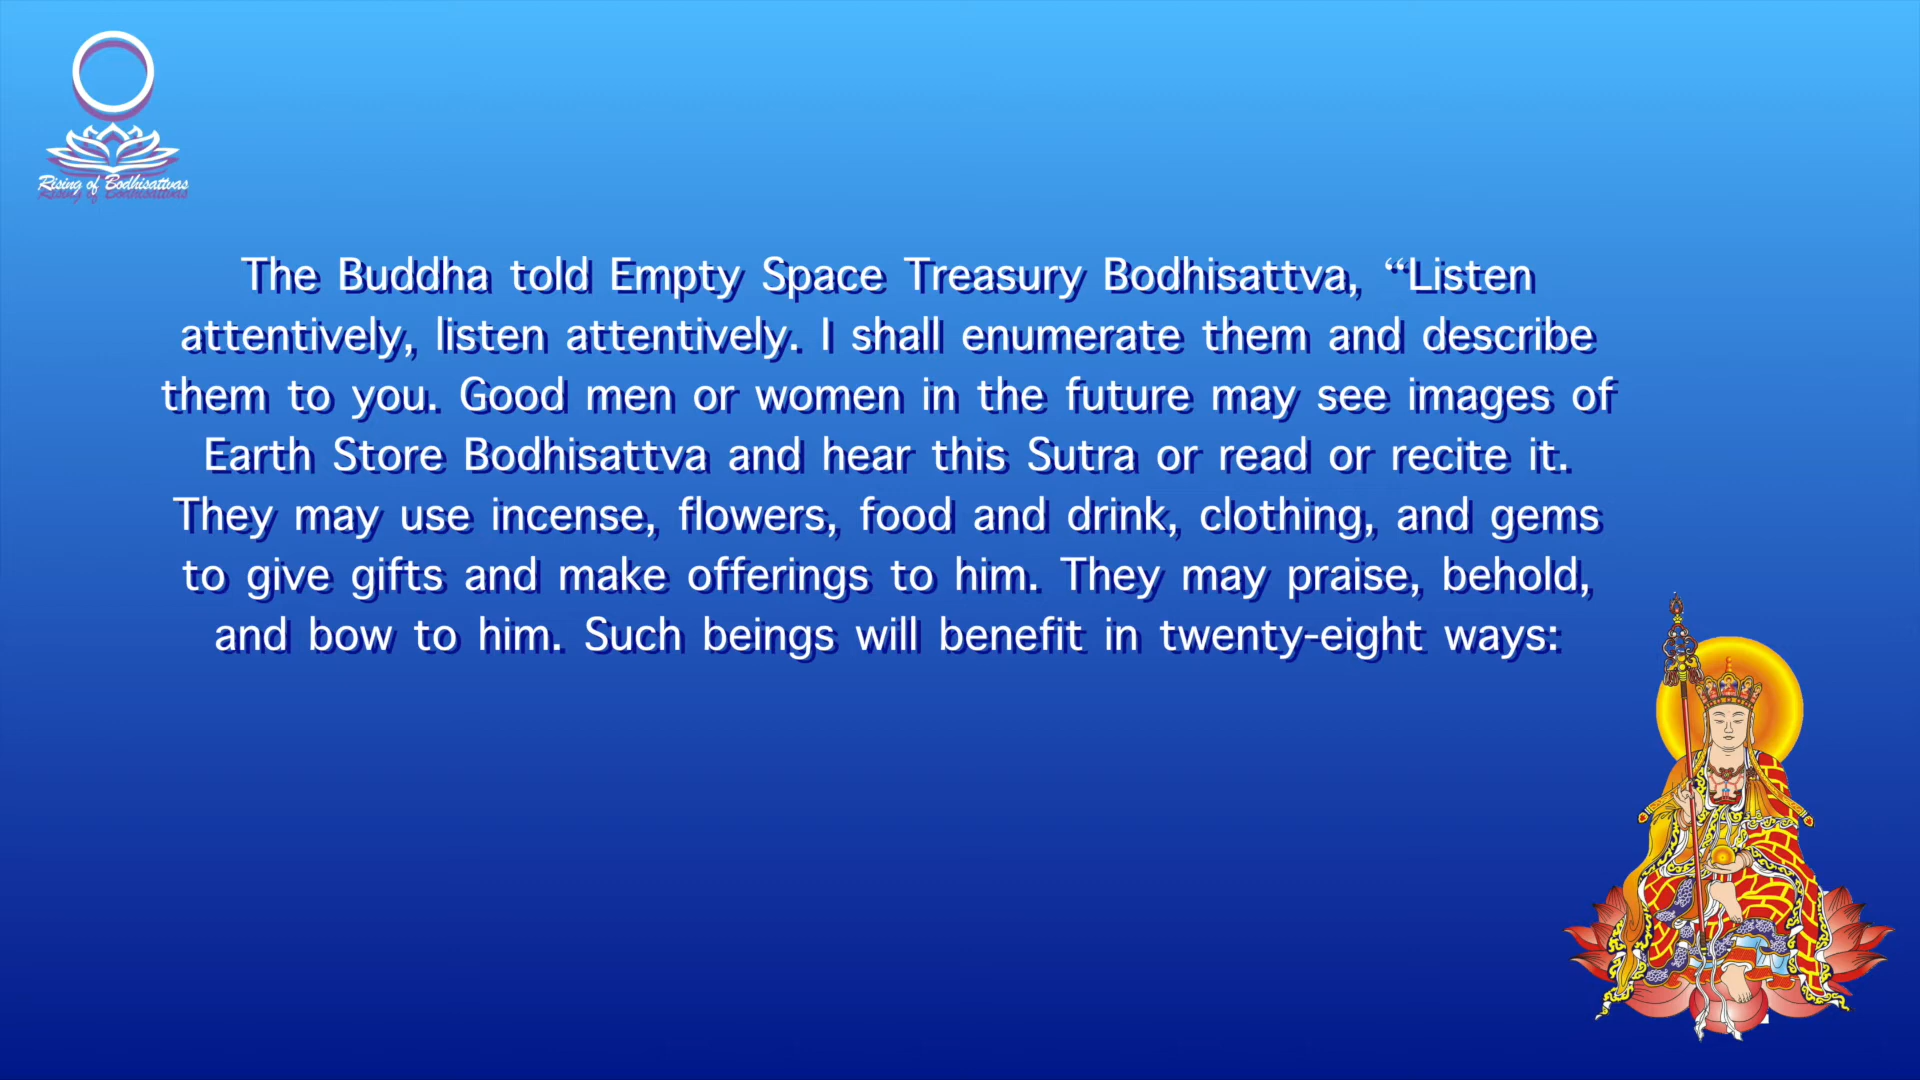 Rising of Bodhisattvas
The Buddha told Empty Space Treasury Bodhisattva, “Listen
attentively, listen attentively. I shall enumerate them and describe
them to you. Good men or women in the future may see images of
Earth Store Bodhisattva and hear this Sutra or read or recite it.
They may use incense, flowers, food and drink, clothing, and gems
to give gifts and make offerings to him. They may praise, behold,
and bow to him. Such beings will benefit in twenty-eight ways: